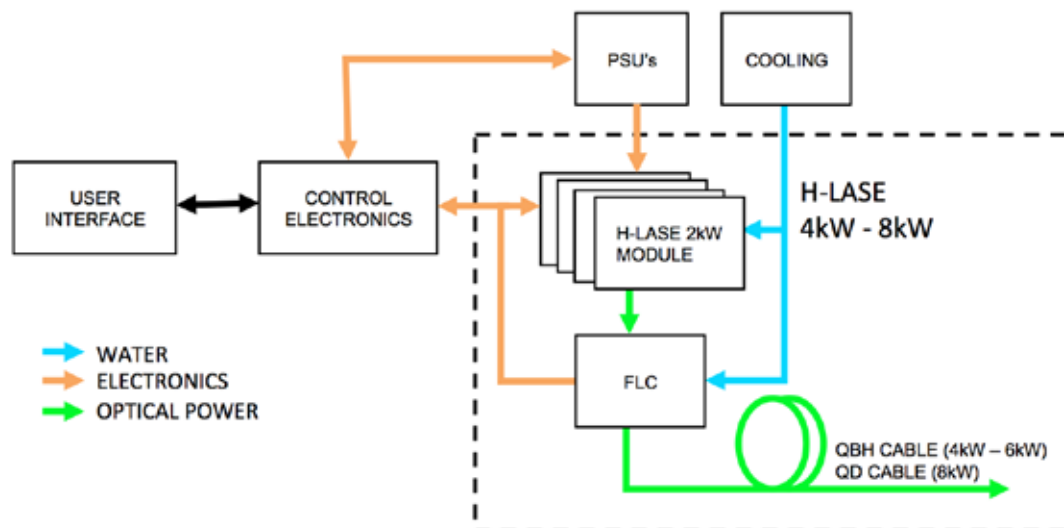 PSU's
COOLING
USER
INTERFACE
CONTROL
ELECTRONICS
H-LASE 2kW
MODULE
H-LASE
4kW - 8kW
FLC
WATER
ELECTRONICS
OPTICAL POWER
QBH CABLE (4kW – 6kW)
QD CABLE (8kW)